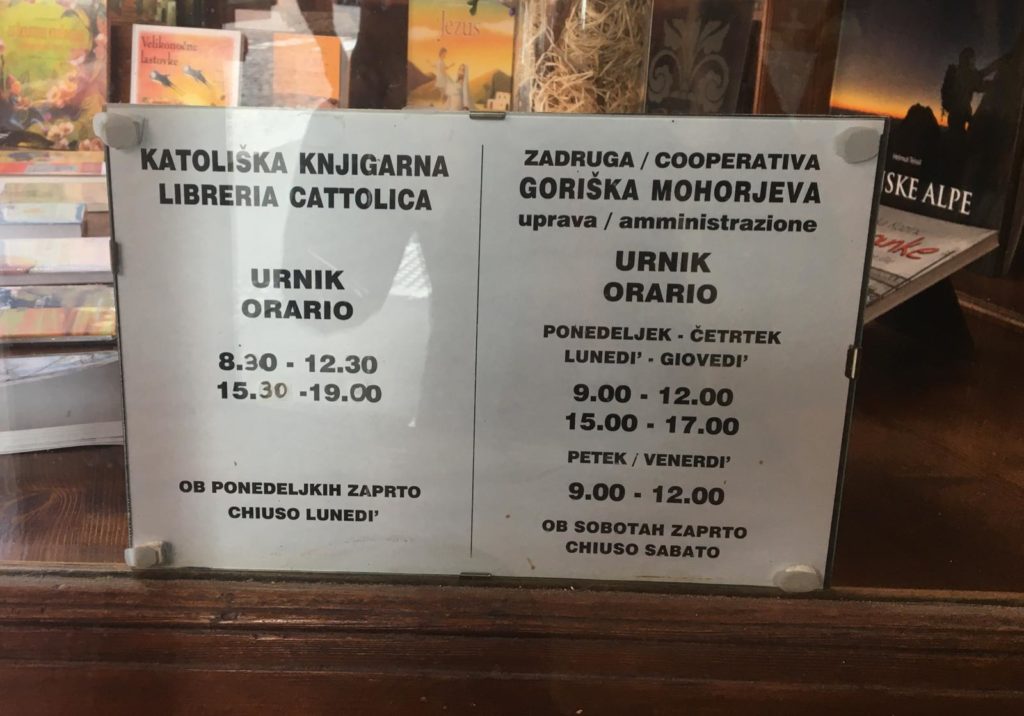 Velikonočne
lastovke
Jezus
KATOLIŠKA KNJIGARNA
LIBRERIA CATTOLICA
URNIK
ORARIO
8.30 - 12.30
15.30 -19.00
OB PONEDELJKIH ZAPRTO
CHIUSO LUNEDI'
ZADRUGA / COOPERATIVA
GORIŠKA MOHORJEVA
uprava / amministrazione
URNIK
ORARIO
PONEDELJEK - ČETRTEK
LUNEDI' - GIOVEDI'
9.00 - 12.00
15.00 - 17.00
PETEK / VENERDI'
9.00 - 12.00
OB SOBOTAH ZAPRTO
CHIUSO SABATO
ALPE